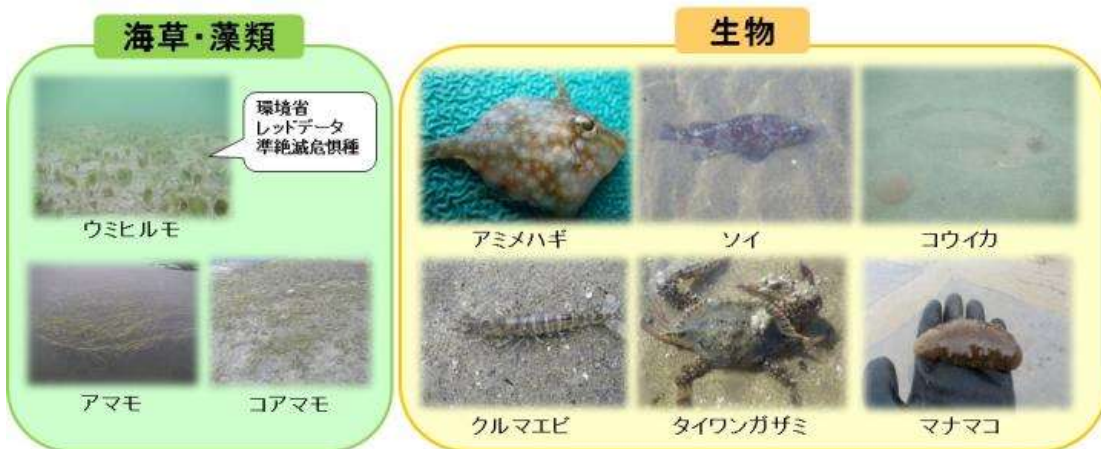 海草・藻類
環境省
レッドデータ
準絶滅危惧種
ウミヒルモ
アマモ
コアマモ
生物
アミメハギ
ソイ
コウイカ
クルマエビ
タイワンガザミ
マナマコ